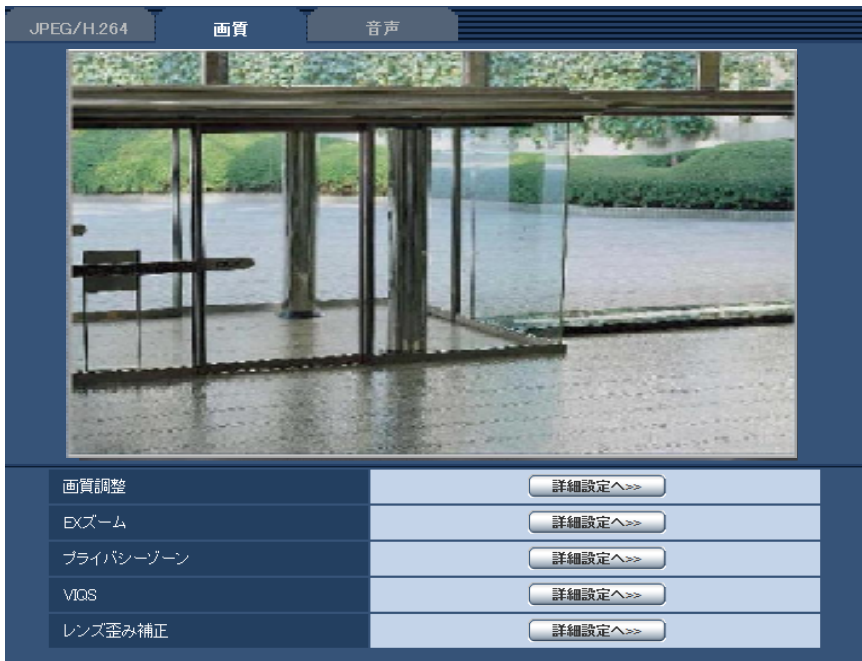 JPEG/H.264 画質 音声
画質調整 詳細設定へ>>
EXズーム 詳細設定へ>>
プライバシーゾーン 詳細設定へ>>
VIQS 詳細設定へ>>
レンズ歪み補正 詳細設定へ>>